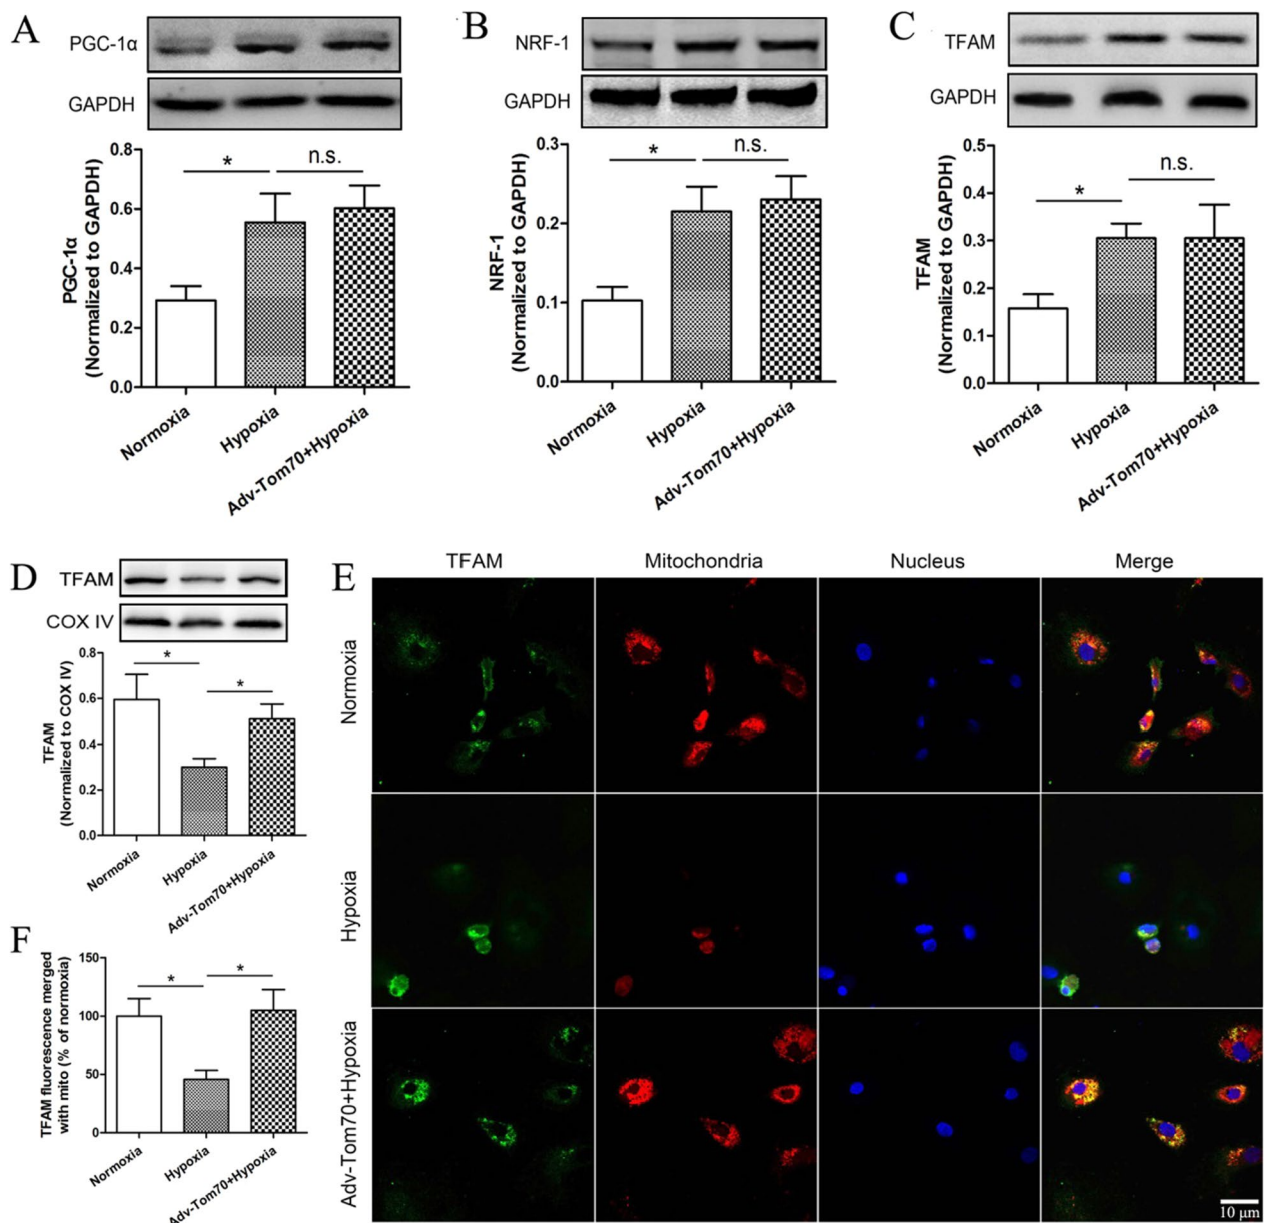 A
PGC-1α
GAPDH
PGC-1α
(Normalized to GAPDH)
0.8
0.6
0.4
0.2
0.0
*
n.s.
Normoxia
Hypoxia
Adv-Tom70+Hypoxia
B
NRF-1
GAPDH
NRF-1
(Normalized to GAPDH)
0.3
0.2
0.1
0.0
*
n.s.
Normoxia
Hypoxia
Adv-Tom70+Hypoxia
C
TFAM
GAPDH
TFAM
(Normalized to GAPDH)
0.5
0.4
0.3
0.2
0.1
0.0
*
n.s.
Normoxia
Hypoxia
Adv-Tom70+Hypoxia
D
TFAM
COX IV
TFAM
(Normalized to COX IV)
0.8
0.6
0.4
0.2
0.0
*
*
Normoxia
Hypoxia
Adv-Tom70+Hypoxia
E
TFAM
Mitochondria
Nucleus
Merge
Normoxia
Hypoxia
Adv-Tom70+Hypoxia
10 μm
F
TFAM fluorescence merged
with mito (% of normoxia)
150
100
50
0
*
*
Normoxia
Hypoxia
Adv-Tom70+Hypoxia